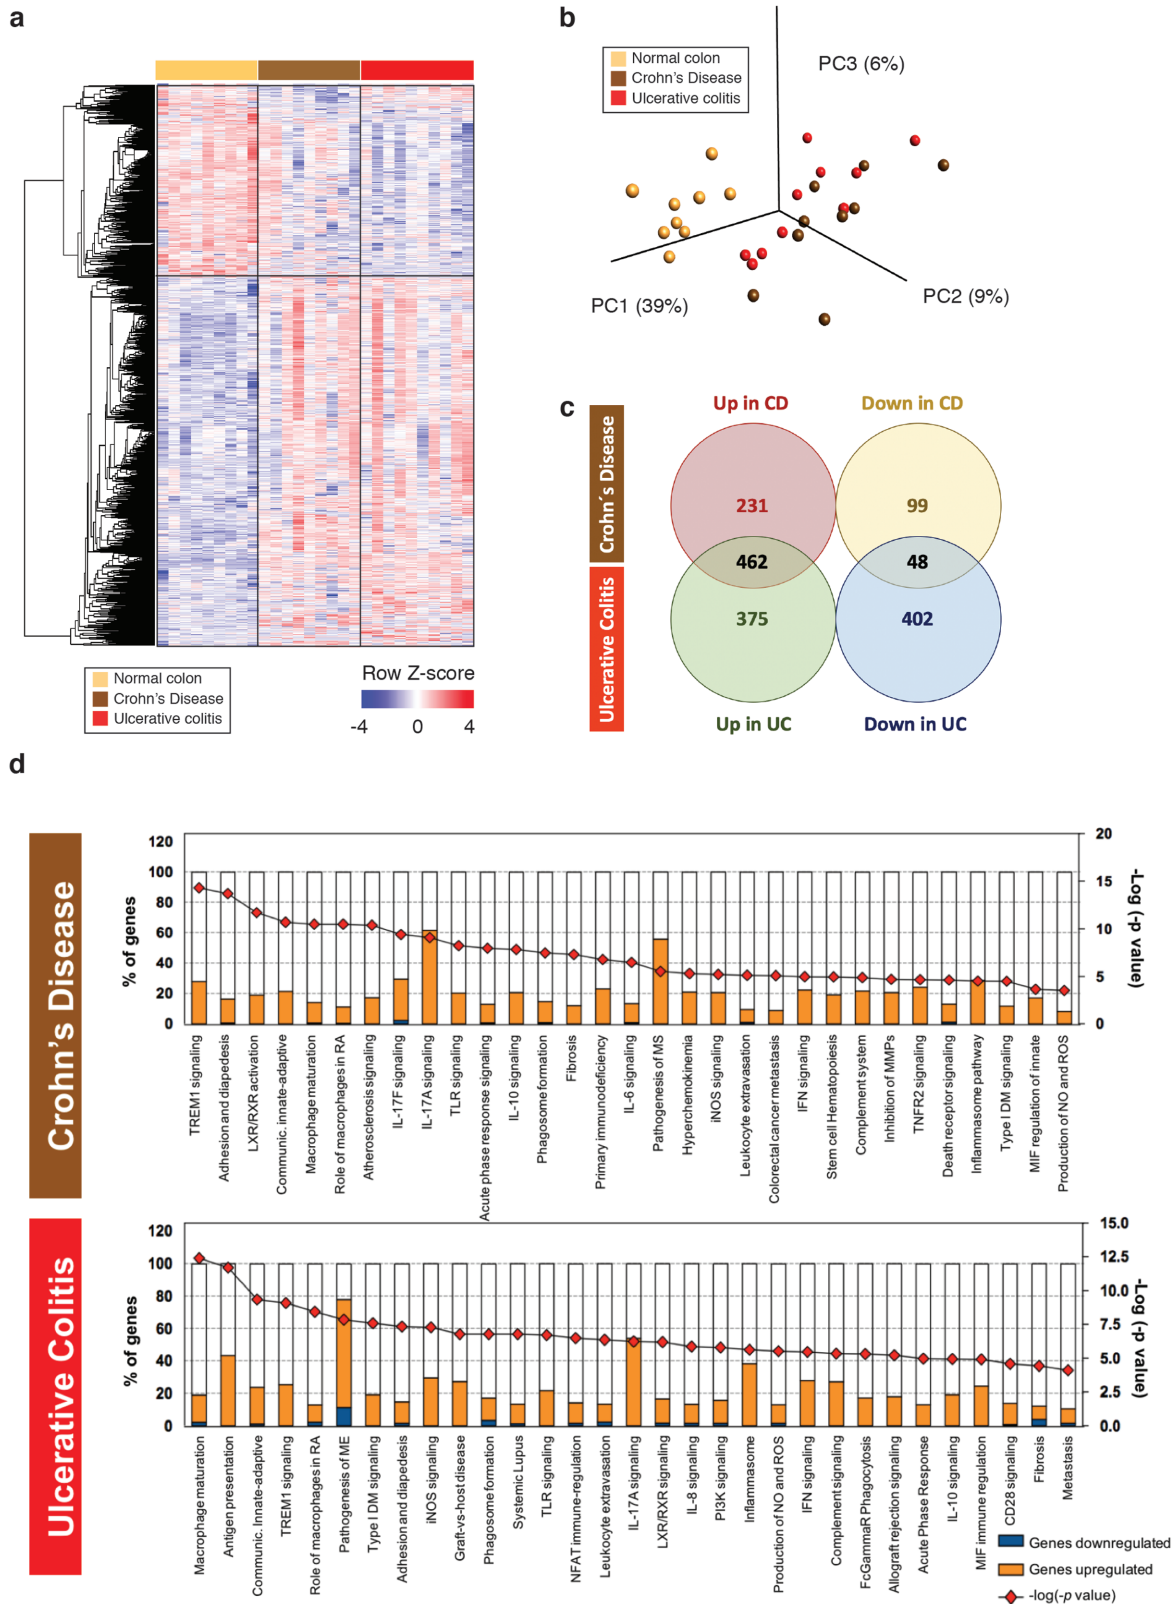 a
b
Normal colon
Crohn's Disease
Ulcerative colitis
PC3 (6%)
PC1 (39%)
PC2 (9%)
c
Up in CD
Down in CD
Crohn´s Disease
231
99
462
48
Ulcerative Colitis
375
402
Up in UC
Down in UC
Normal colon
Crohn's Disease
Ulcerative colitis
Row Z-score
-4
0
4
d
Crohn's Disease
% of genes
120
100
80
60
40
20
0
20
15
10
5
0
-Log (-p value)
TREM1 signaling
Adhesion and diapedesis
LXR/RXR activation
Communic. innate-adaptive
Macrophage maturation
Role of macrophages in RA
Atherosclerosis signaling
IL-17F signaling
IL-17A signaling
TLR signaling
Acute phase response signaling
IL-10 signaling
Phagosome formation
Fibrosis
Primary immunodeficiency
IL-6 signaling
Pathogenesis of MS
Hyperchemokinemia
iNOS signaling
Leukocyte extravasation
Colorectal cancer metastasis
IFN signaling
Stem cell Hematopoiesis
Complement system
Inhibition of MMPs
TNFR2 signaling
Death receptor signaling
Inflammasome pathway
Type I DM signaling
MIF regulation of innate
Production of NO and ROS
Ulcerative Colitis
% of genes
120
100
80
60
40
20
0
15.0
12.5
10.0
7.5
5.0
2.5
0.0
-Log (-p value)
Macrophage maturation
Antigen presentation
Communic. Innate-adaptive
TREM1 signaling
Role of macrophages in RA
Pathogenesis of ME
Type I DM signaling
Adhesion and diapedesis
iNOS signaling
Graft-vs-host disease
Phagosome formation
Systemic Lupus
TLR signaling
NFAT immune-regulation
Leukocyte extravasation
IL-17A signaling
LXR/RXR signaling
IL-8 signaling
PI3K signaling
Inflammasome
Production of NO and ROS
IFN signaling
Complement signaling
FcGammaR Phagocytosis
Allograft rejection signaling
Acute Phase Response
IL-10 signaling
MIF immune regulation
CD28 signaling
Fibrosis
Metastasis
Genes downregulated
Genes upregulated
-log(-p value)